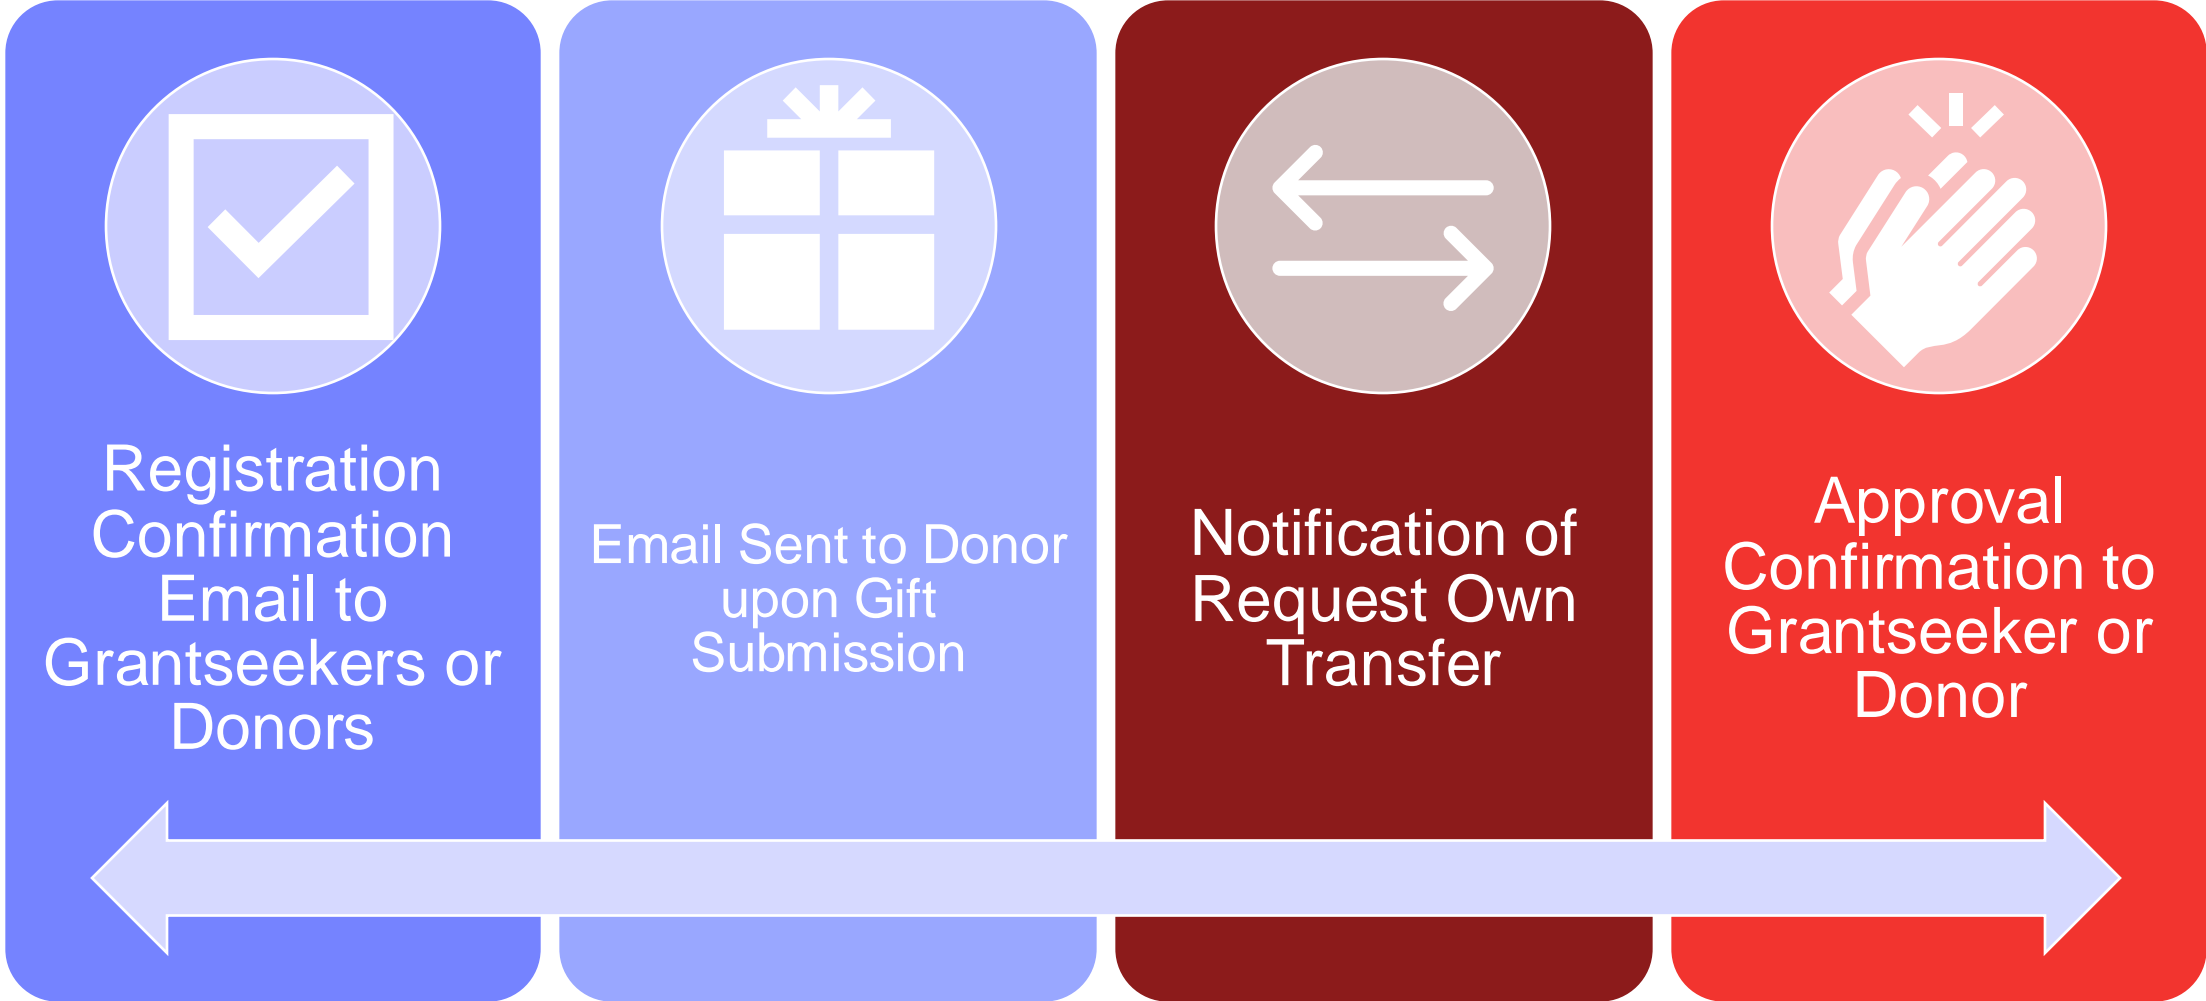 Registration
Confirmation
Email to
Grantseekers or
Donors
Email Sent to Donor
upon Gift
Submission
Notification of
Request Own
Transfer
Approval
Confirmation to
Grantseeker or
Donor